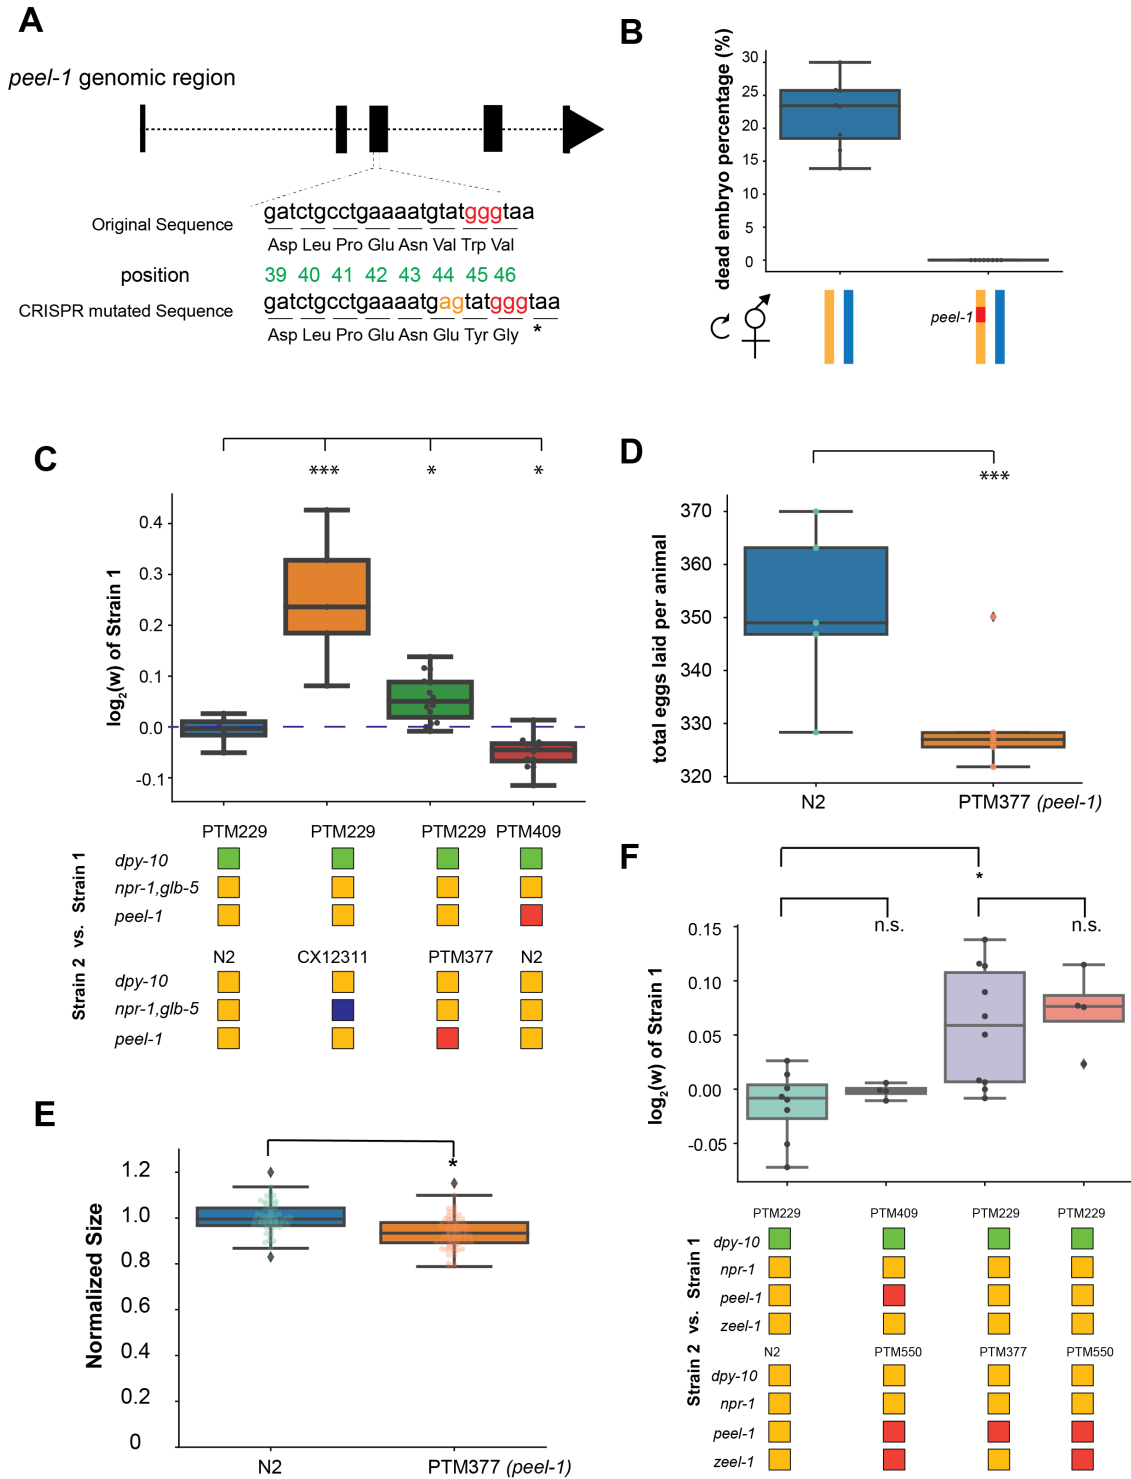 A
peel-1 genomic region
Original Sequence
gatctgcctgaaaatgtatgggtaa
Asp Leu Pro Glu Asn Val Trp Val
position
39 40 41 42 43 44 45 46
CRISPR mutated Sequence
gatctgcctgaaaatgagtatgggtaa
Asp Leu Pro Glu Asn Glu Tyr Gly *
B
dead embryo percentage (%)
30
25
20
15
10
5
0
peel-1
C
*** * *
log2(w) of Strain 1
0.4
0.3
0.2
0.1
0.0
-0.1
Strain 2 vs. Strain 1
PTM229 PTM229 PTM229 PTM409
dpy-10
npr-1,glb-5
peel-1
N2 CX12311 PTM377 N2
dpy-10
npr-1,glb-5
peel-1
D
***
total eggs laid per animal
370
360
350
340
330
320
N2 PTM377 (peel-1)
E
*
Normalized Size
1.2
1.0
0.8
0.6
0.4
0.2
0
N2 PTM377 (peel-1)
F
*
n.s. n.s.
log2(w) of Strain 1
0.15
0.10
0.05
0.00
-0.05
Strain 2 vs. Strain 1
PTM229 PTM409 PTM229 PTM229
dpy-10
npr-1
peel-1
zeel-1
N2 PTM550 PTM377 PTM550
dpy-10
npr-1
peel-1
zeel-1